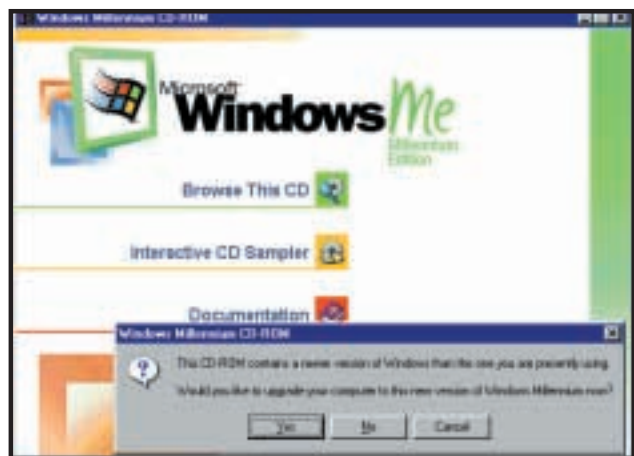 Windows Millennium CD-ROM
Microsoft
Windows Me
Millennium
Edition
Browse This CD
Interactive CD Sampler
Documentation
Windows Millennium CD-ROM
This CD-ROM contains a newer version of Windows than the one you are presently using.
Would you like to upgrade your computer to this new version of Windows Millennium now?
Yes
No
Cancel